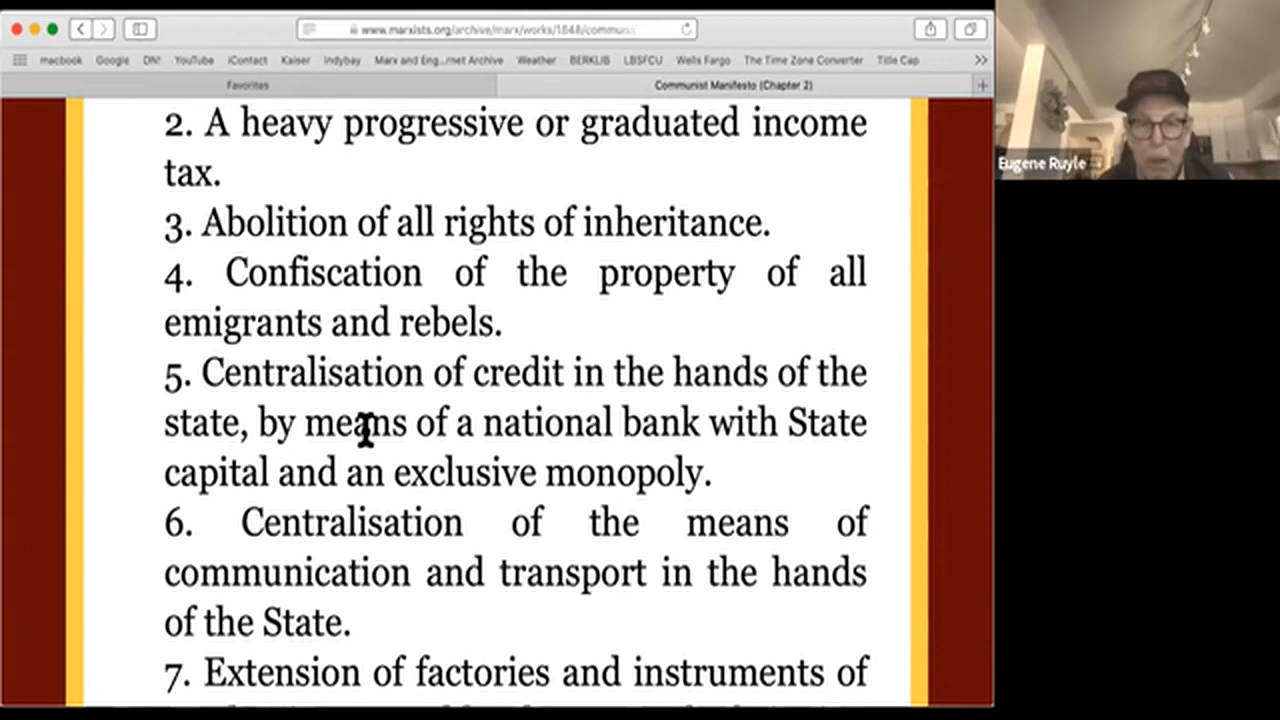 www.marxists.org/archive/marx/works/1848/commun
macbook Google DN! YouTube iContact Kaiser Indybay Marx and Eng...rnet Archive Weather BERKLIB LBSFCU Wells Fargo The Time Zone Converter Title Cap
Favorites Communist Manifesto (Chapter 2)
2. A heavy progressive or graduated income
tax.
3. Abolition of all rights of inheritance.
4. Confiscation of the property of all
emigrants and rebels.
5. Centralisation of credit in the hands of the
state, by means of a national bank with State
capital and an exclusive monopoly.
6. Centralisation of the means of
communication and transport in the hands
of the State.
7. Extension of factories and instruments of
Eugene Ruyle